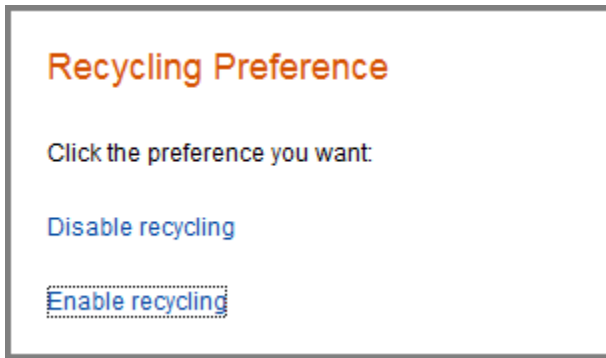 Recycling Preference
Click the preference you want:
Disable recycling
Enable recycling